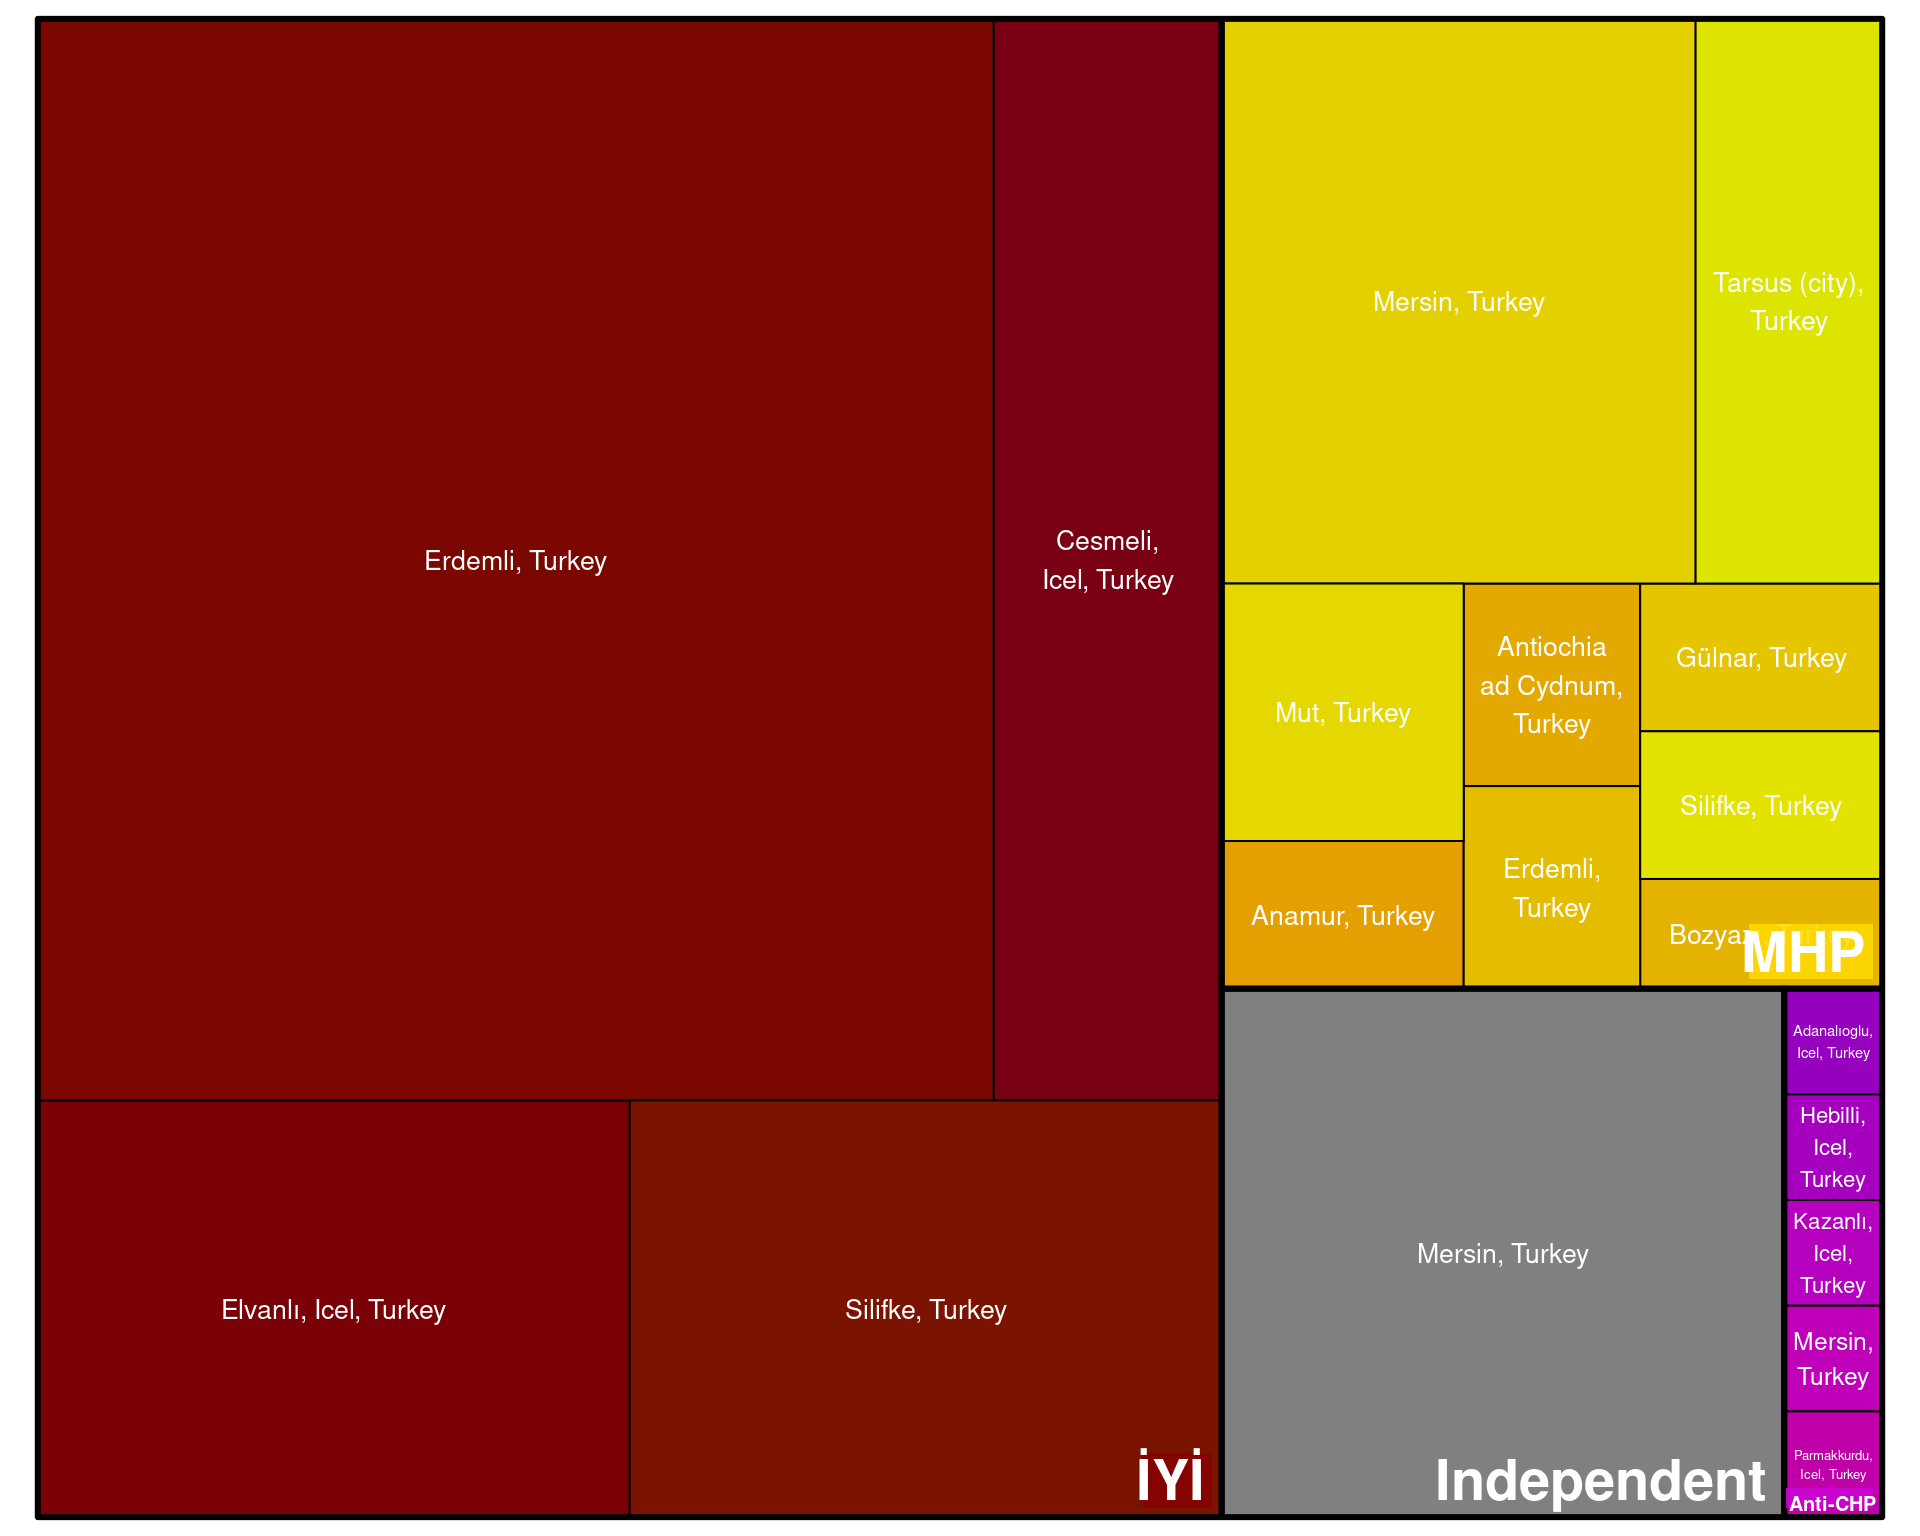 Erdemli, Turkey
Cesmeli,
Icel, Turkey
Elvanlı, Icel, Turkey
Silifke, Turkey
İYİ
Mersin, Turkey
Tarsus (city),
Turkey
Mut, Turkey
Antiochia
ad Cydnum,
Turkey
Gülnar, Turkey
Silifke, Turkey
Anamur, Turkey
Erdemli,
Turkey
MHP
Mersin, Turkey
Independent
Adanalıoglu,
Icel, Turkey
Hebilli,
Icel,
Turkey
Kazanlı,
Icel,
Turkey
Mersin,
Turkey
Parmakkurdu,
Icel, Turkey
Anti-CHP